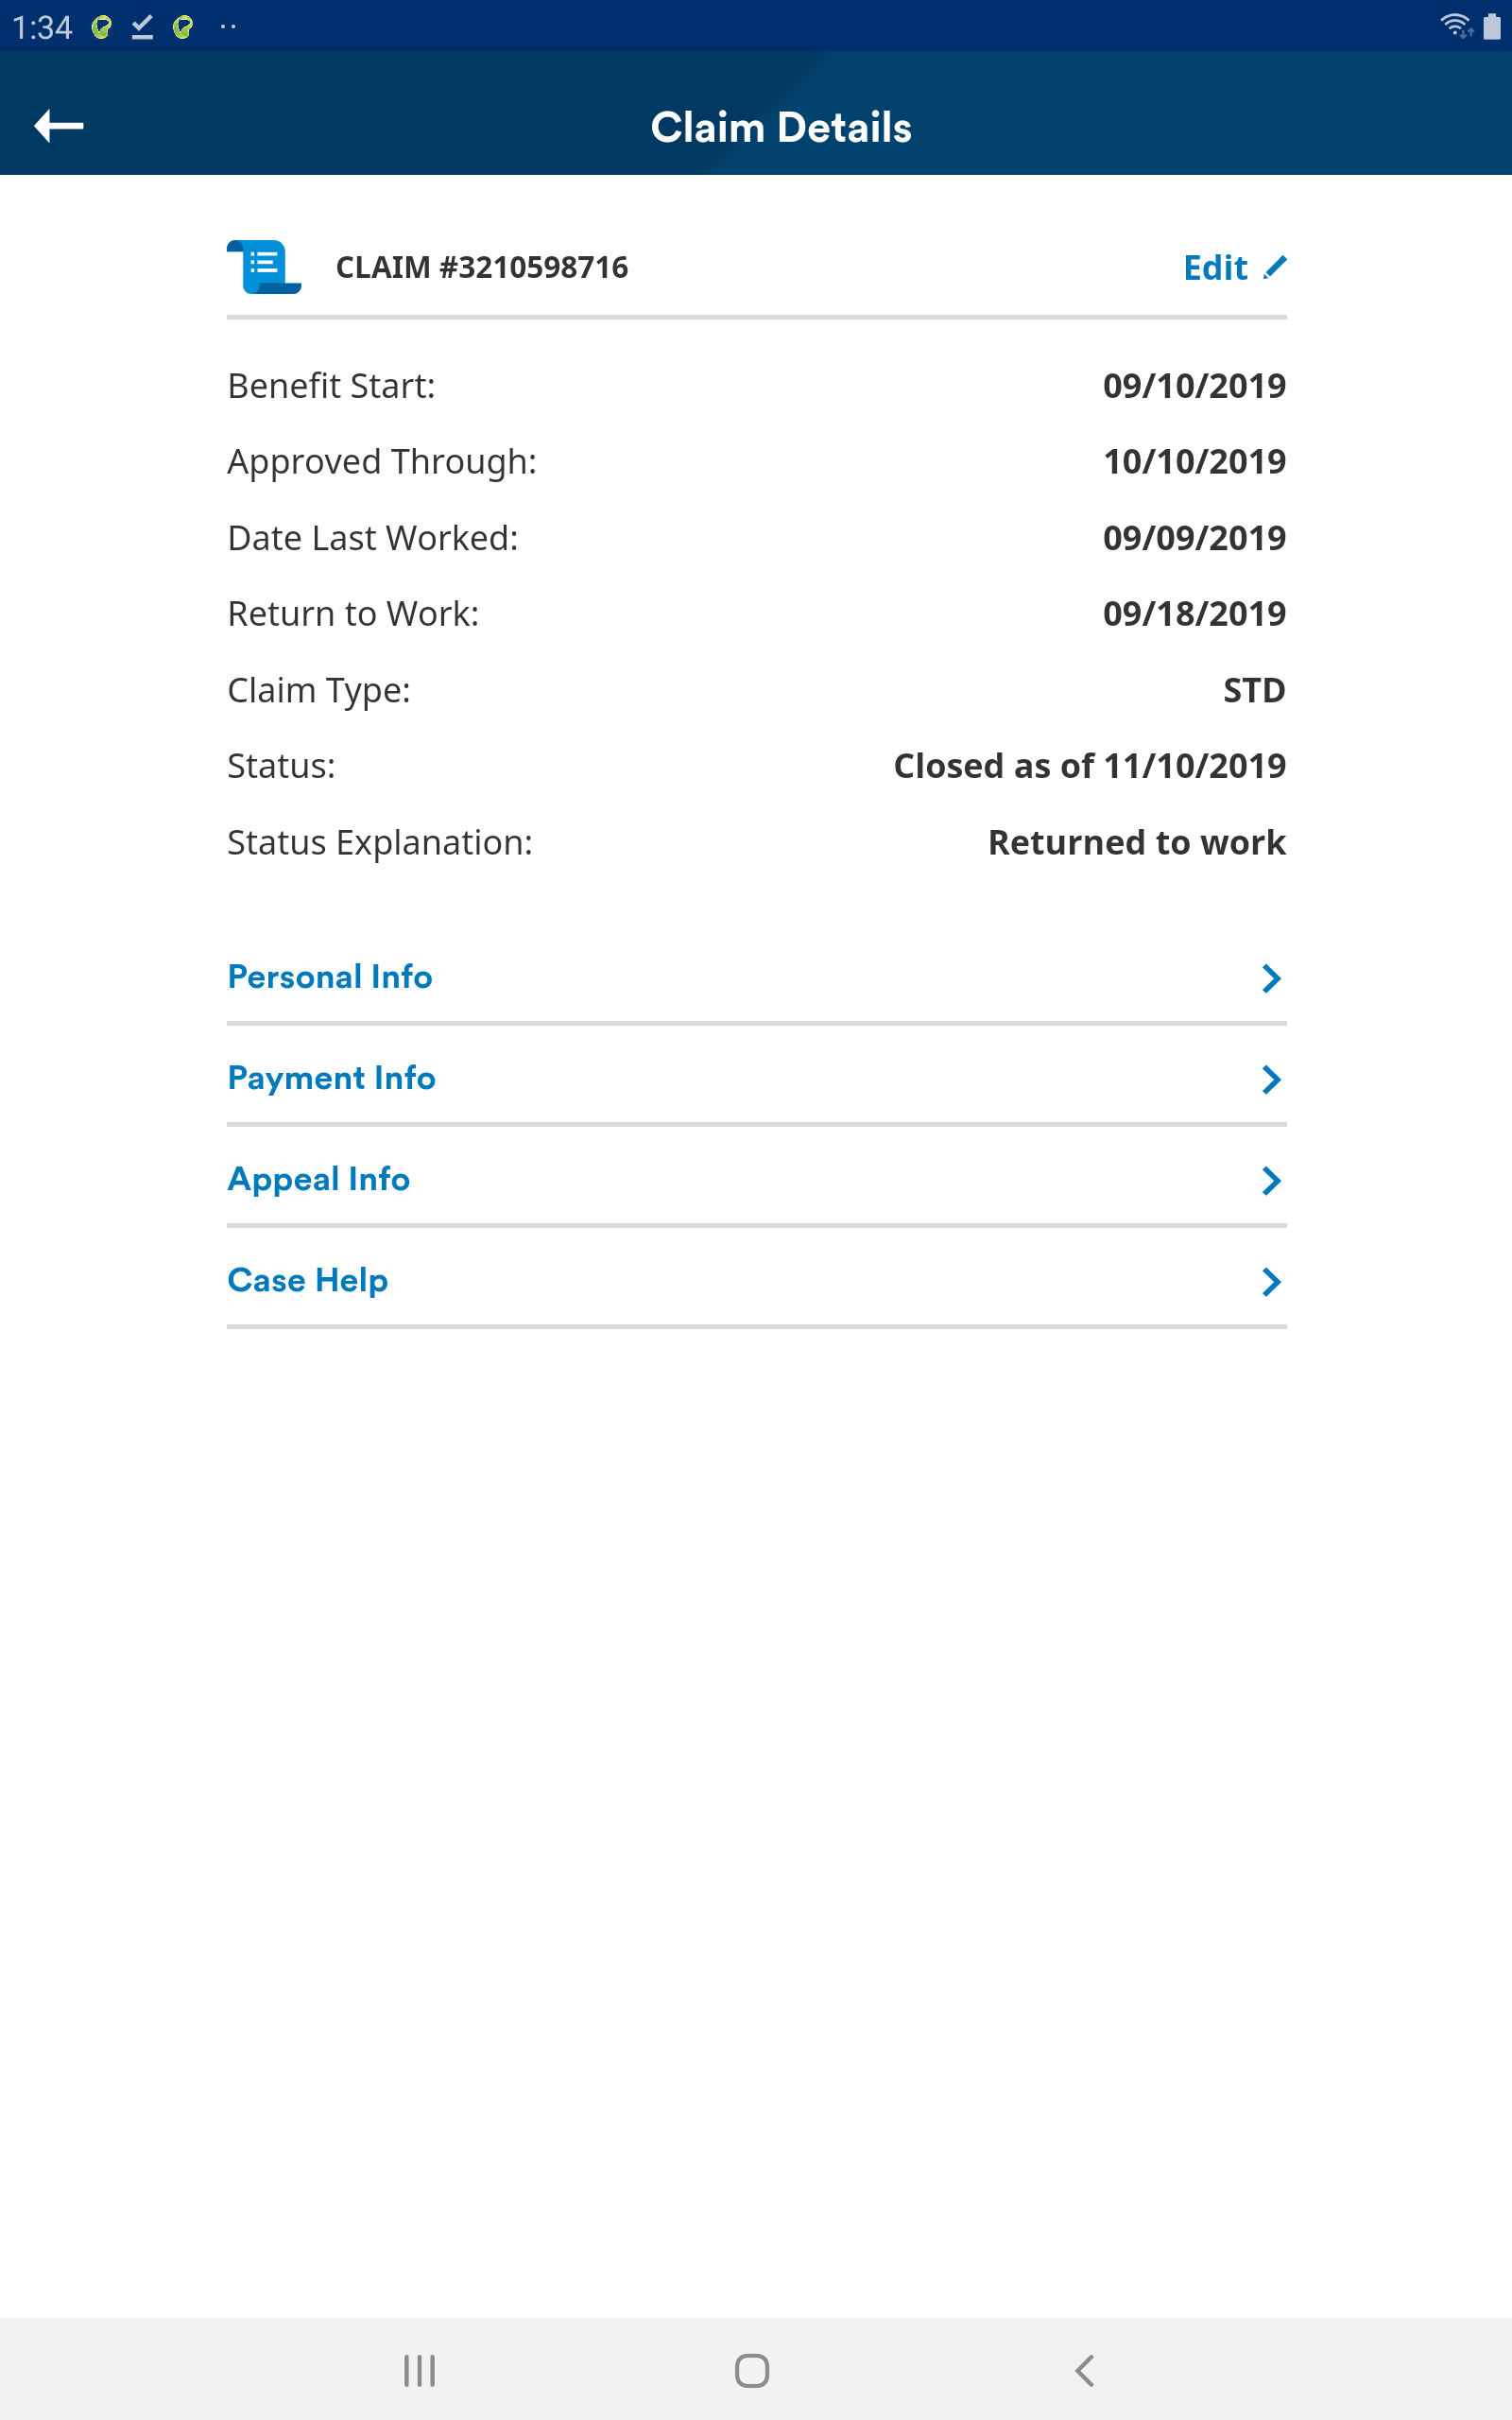 1:34
Claim Details
CLAIM #3210598716
Edit
Benefit Start: 09/10/2019
Approved Through: 10/10/2019
Date Last Worked: 09/09/2019
Return to Work: 09/18/2019
Claim Type: STD
Status: Closed as of 11/10/2019
Status Explanation: Returned to work
Personal Info
Payment Info
Appeal Info
Case Help